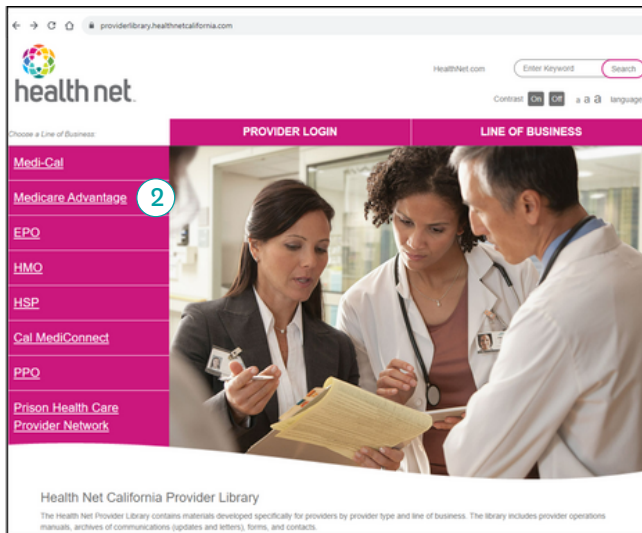 providerlibrary.healthnetcalifornia.com
health net
HealthNet.com
Enter Keyword
Search
Contrast On Off a a a language
Choose a Line of Business:
PROVIDER LOGIN
LINE OF BUSINESS
Medi-Cal
Medicare Advantage
2
EPO
HMO
HSP
Cal MediConnect
PPO
Prison Health Care
Provider Network
Health Net California Provider Library
The Health Net Provider Library contains materials developed specifically for providers by provider type and line of business. The library includes provider operations
manuals, archives of communications (updates and letters), forms, and contacts.